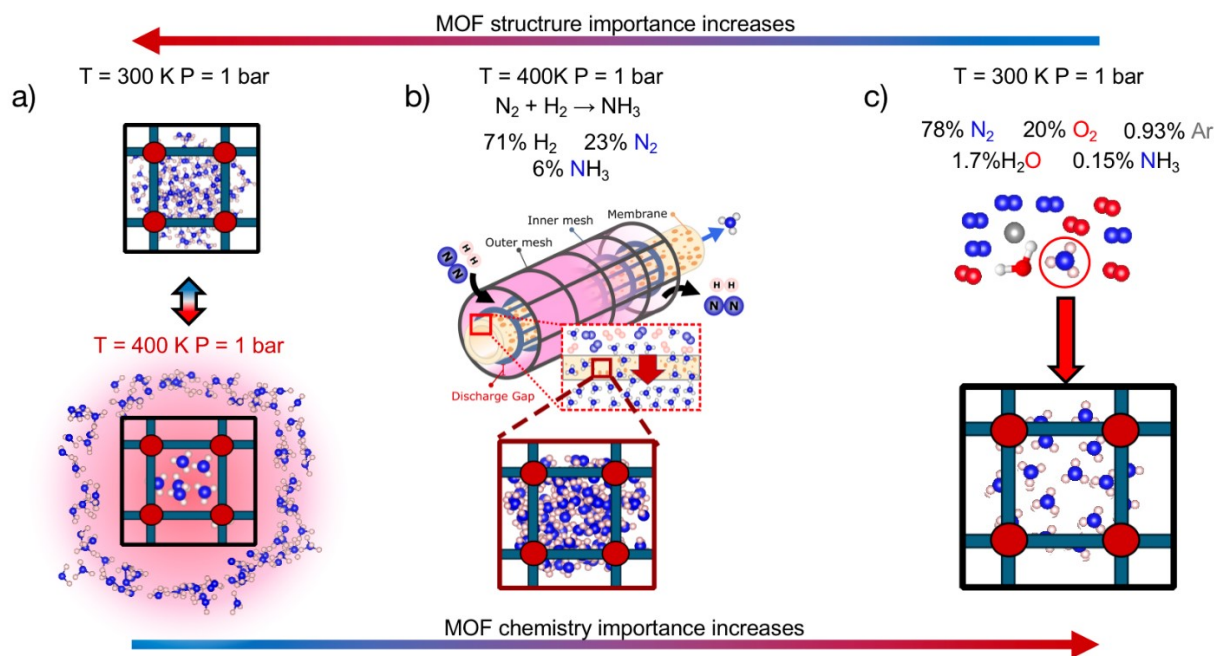 MOF structrure importance increases
a)
T = 300 K P = 1 bar
T = 400 K P = 1 bar
b)
T = 400K P = 1 bar
N₂ + H₂ → NH₃
71% H₂ 23% N₂
6% NH₃
Inner mesh
Membrane
Outer mesh
N N H H
H H
N N
Discharge Gap
c)
T = 300 K P = 1 bar
78% N₂ 20% O₂ 0.93% Ar
1.7%H₂O 0.15% NH₃
MOF chemistry importance increases